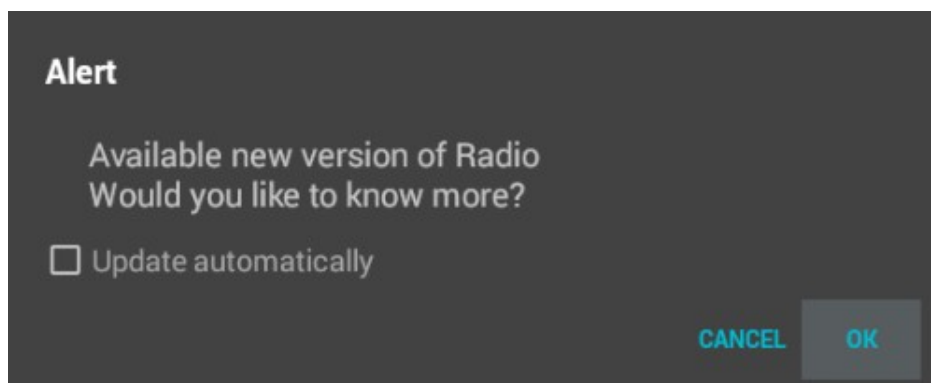 Alert
Available new version of Radio
Would you like to know more?
Update automatically
CANCEL OK